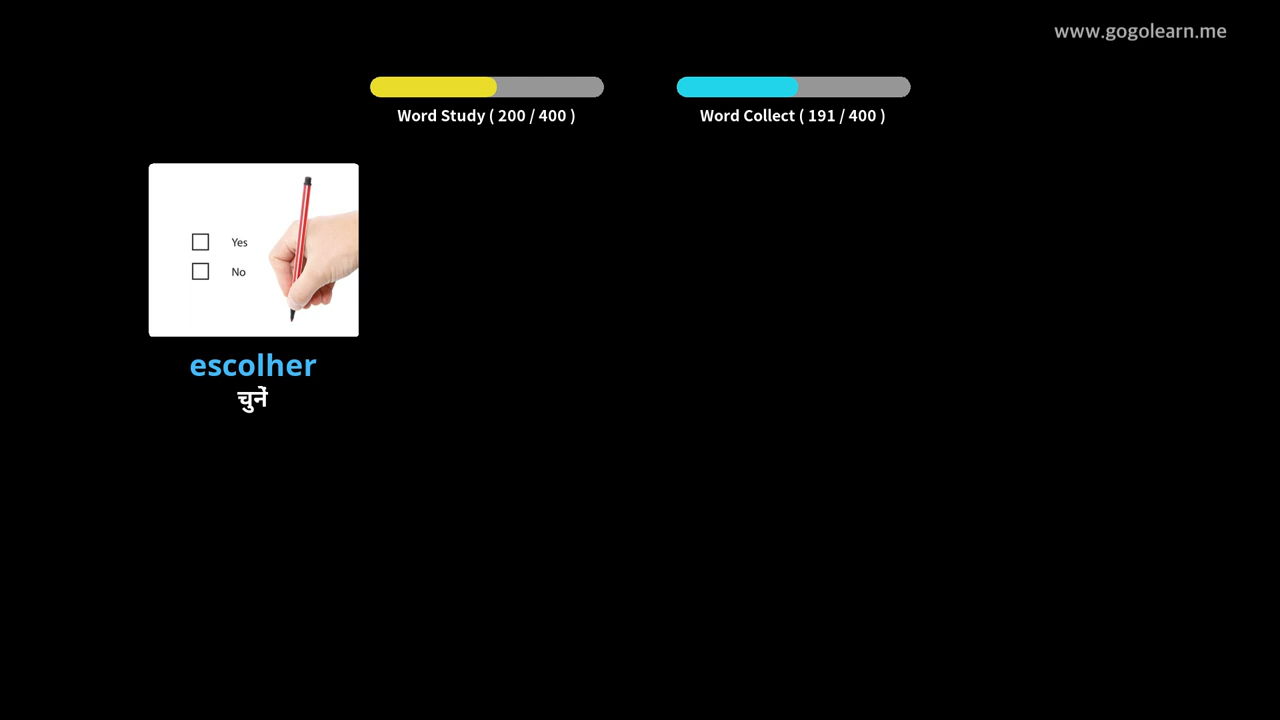 www.gogolearn.me
Word Study ( 200 / 400 )
Word Collect ( 191 / 400 )
Yes
No
escolher
चुनें